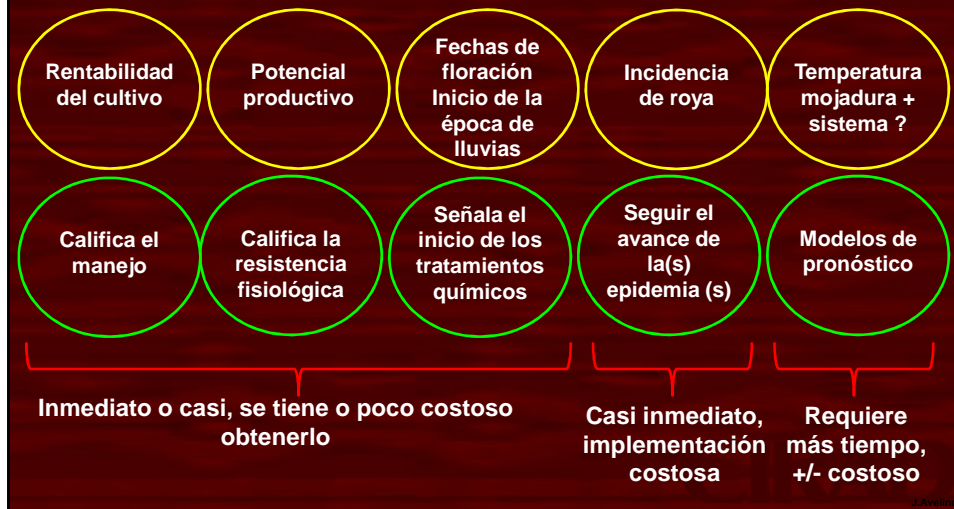 Rentabilidad
del cultivo
Potencial
productivo
Fechas de
floración
Inicio de la
época de
lluvias
Incidencia
de roya
Temperatura
mojadura +
sistema ?
Califica el
manejo
Califica la
resistencia
fisiológica
Señala el
inicio de los
tratamientos
químicos
Seguir el
avance de
la(s)
epidemia (s)
Modelos de
pronóstico
Inmediato o casi, se tiene o poco costoso
obtenerlo
Casi inmediato,
implementación
costosa
Requiere
más tiempo,
+/- costoso